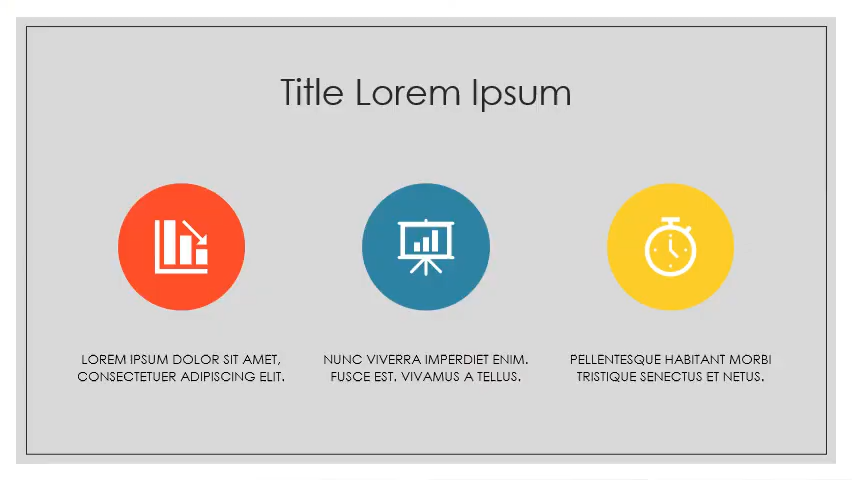 Title Lorem Ipsum
LOREM IPSUM DOLOR SIT AMET,
CONSECTETUER ADIPISCING ELIT.
NUNC VIVERRA IMPERDIET ENIM.
FUSCE EST. VIVAMUS A TELLUS.
PELLENTESQUE HABITANT MORBI
TRISTIQUE SENECTUS ET NETUS.